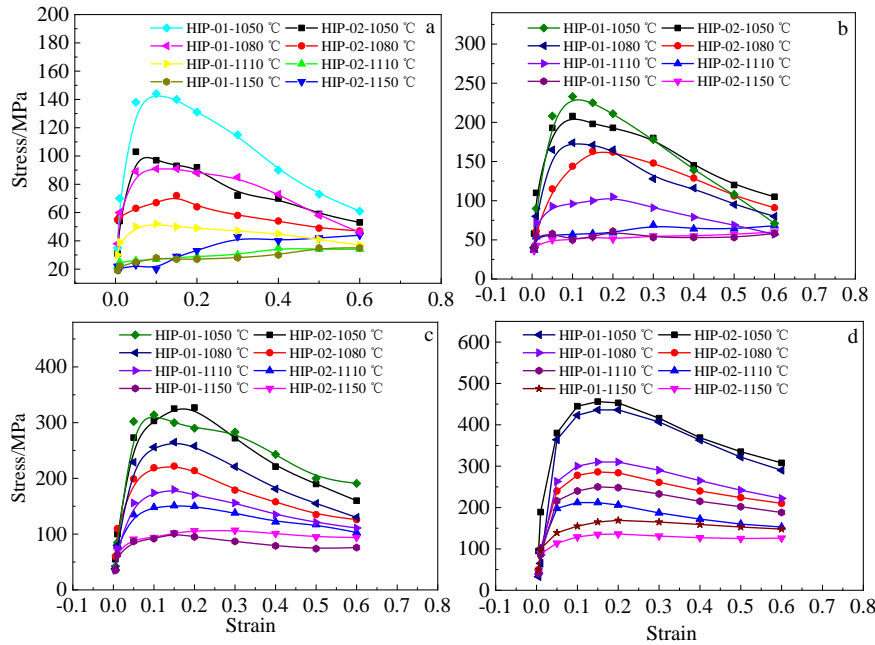 a
HIP-01-1050 ℃ HIP-02-1050 ℃
HIP-01-1080 ℃ HIP-02-1080 ℃
HIP-01-1110 ℃ HIP-02-1110 ℃
HIP-01-1150 ℃ HIP-02-1150 ℃
200
180
160
140
120
100
80
60
40
20
Stress/MPa
0.0 0.2 0.4 0.6 0.8
b
HIP-01-1050 ℃ HIP-02-1050 ℃
HIP-01-1080 ℃ HIP-02-1080 ℃
HIP-01-1110 ℃ HIP-02-1110 ℃
HIP-01-1150 ℃ HIP-02-1150 ℃
300
250
200
150
100
50
0
Stress/MPa
-0.1 0.0 0.1 0.2 0.3 0.4 0.5 0.6 0.7 0.8
c
HIP-01-1050 ℃ HIP-02-1050 ℃
HIP-01-1080 ℃ HIP-02-1080 ℃
HIP-01-1110 ℃ HIP-02-1110 ℃
HIP-01-1150 ℃ HIP-02-1150 ℃
400
300
200
100
0
Stress/MPa
-0.1 0.0 0.1 0.2 0.3 0.4 0.5 0.6 0.7 0.8
Strain
d
HIP-01-1050 ℃ HIP-02-1050 ℃
HIP-01-1080 ℃ HIP-02-1080 ℃
HIP-01-1110 ℃ HIP-02-1110 ℃
HIP-01-1150 ℃ HIP-02-1150 ℃
600
500
400
300
200
100
0
Stress/MPa
-0.1 0.0 0.1 0.2 0.3 0.4 0.5 0.6 0.7 0.8
Strain